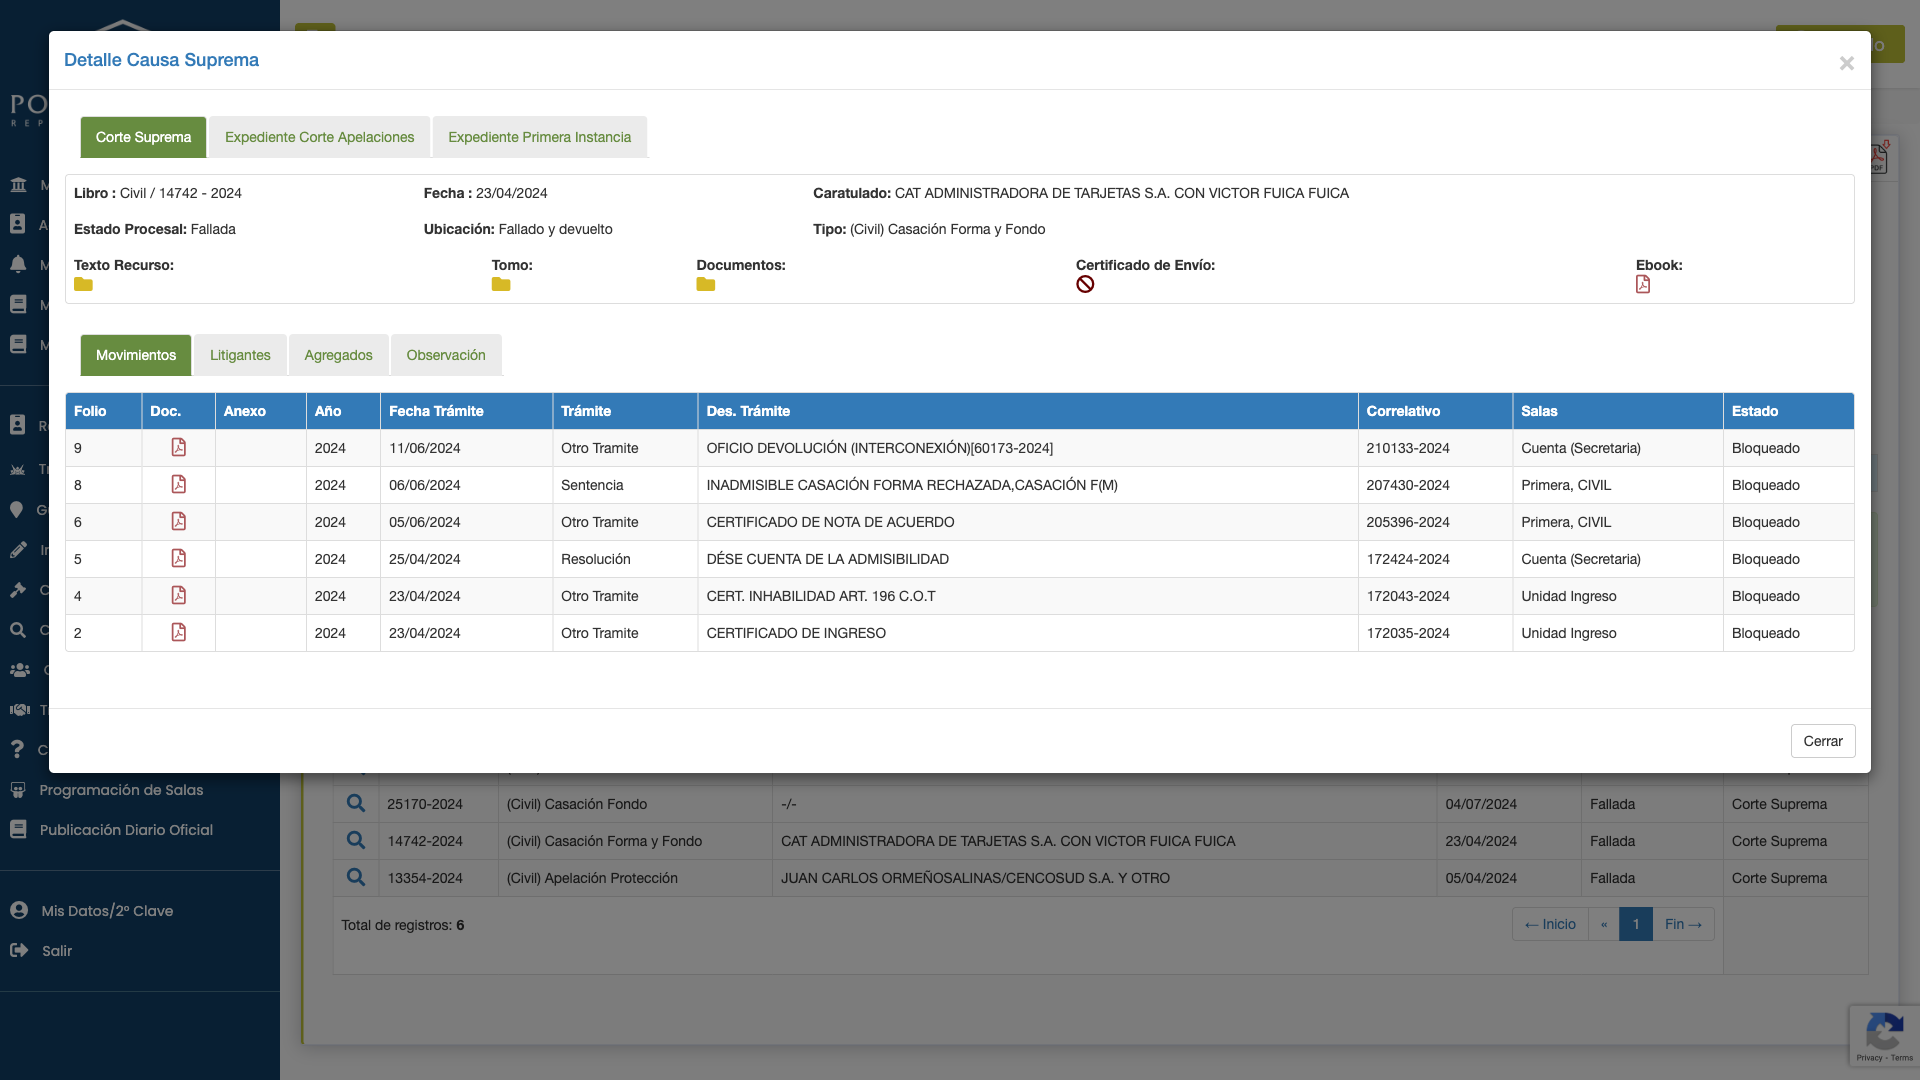 Detalle Causa Suprema
×
Corte Suprema
Expediente Corte Apelaciones
Expediente Primera Instancia
Libro : Civil / 14742 - 2024
Fecha : 23/04/2024
Caratulado: CAT ADMINISTRADORA DE TARJETAS S.A. CON VICTOR FUICA FUICA
Estado Procesal: Fallada
Ubicación: Fallado y devuelto
Tipo: (Civil) Casación Forma y Fondo
Texto Recurso:
Tomo:
Documentos:
Certificado de Envío:
Ebook:
Movimientos
Litigantes
Agregados
Observación
Folio Doc. Anexo Año Fecha Trámite Trámite Des. Trámite Correlativo Salas Estado
9 2024 11/06/2024 Otro Tramite OFICIO DEVOLUCIÓN (INTERCONEXIÓN)[60173-2024] 210133-2024 Cuenta (Secretaria) Bloqueado
8 2024 06/06/2024 Sentencia INADMISIBLE CASACIÓN FORMA RECHAZADA,CASACIÓN F(M) 207430-2024 Primera, CIVIL Bloqueado
6 2024 05/06/2024 Otro Tramite CERTIFICADO DE NOTA DE ACUERDO 205396-2024 Primera, CIVIL Bloqueado
5 2024 25/04/2024 Resolución DÉSE CUENTA DE LA ADMISIBILIDAD 172424-2024 Cuenta (Secretaria) Bloqueado
4 2024 23/04/2024 Otro Tramite CERT. INHABILIDAD ART. 196 C.O.T 172043-2024 Unidad Ingreso Bloqueado
2 2024 23/04/2024 Otro Tramite CERTIFICADO DE INGRESO 172035-2024 Unidad Ingreso Bloqueado
Cerrar
Programación de Salas
Publicación Diario Oficial
Mis Datos/2º Clave
Salir
25170-2024 (Civil) Casación Fondo -/- 04/07/2024 Fallada Corte Suprema
14742-2024 (Civil) Casación Forma y Fondo CAT ADMINISTRADORA DE TARJETAS S.A. CON VICTOR FUICA FUICA 23/04/2024 Fallada Corte Suprema
13354-2024 (Civil) Apelación Protección JUAN CARLOS ORMEÑOSALINAS/CENCOSUD S.A. Y OTRO 05/04/2024 Fallada Corte Suprema
Total de registros: 6
← Inicio « 1 Fin →
Privacy - Terms